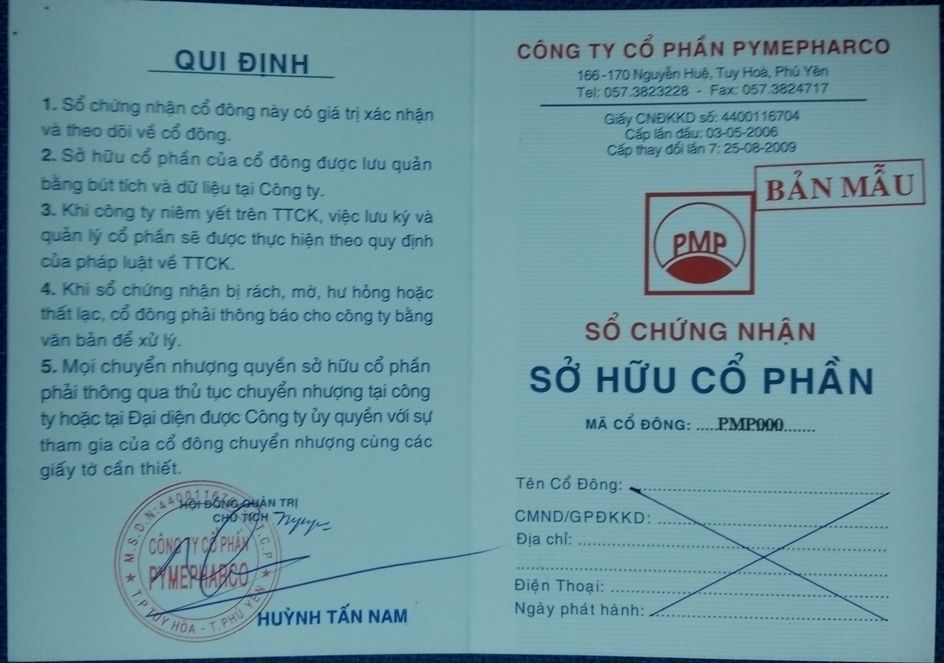 QUI ĐỊNH
1. Sổ chứng nhận cổ đông này có giá trị xác nhận
và theo dõi về cổ đông.
2. Sở hữu cổ phần của cổ đông được lưu quản
bằng bút tích và dữ liệu tại Công ty.
3. Khi công ty niêm yết trên TTCK, việc lưu ký và
quản lý cổ phần sẽ được thực hiện theo quy định
của pháp luật về TTCK.
4. Khi sổ chứng nhận bị rách, mờ, hư hỏng hoặc
thất lạc, cổ đông phải thông báo cho công ty bằng
văn bản để xử lý.
5. Mọi chuyển nhượng quyền sở hữu cổ phần
phải thông qua thủ tục chuyển nhượng tại công
ty hoặc tại Đại diện được Công ty ủy quyền với sự
tham gia của cổ đông chuyển nhượng cùng các
giấy tờ cần thiết.
HỘI ĐỒNG QUẢN TRỊ
CHỦ TỊCH
CÔNG TY CỔ PHẦN
PYMEPHARCO
T.P TUY HÒA - T.PHÚ YÊN
HUỲNH TẤN NAM
CÔNG TY CỔ PHẦN PYMEPHARCO
166-170 Nguyễn Huệ, Tuy Hoà, Phú Yên
Tel: 057.3823228 - Fax: 057.3824717
Giấy CNĐKKD số: 4400116704
Cấp lần đầu: 03-05-2006
Cấp thay đổi lần 7: 25-08-2009
BẢN MẪU
PMP
SỔ CHỨNG NHẬN
SỞ HỮU CỔ PHẦN
MÃ CỔ ĐÔNG: .....PMP000.......
Tên Cổ Đông:
CMND/GPĐKKD:
Địa chỉ:
Điện Thoại:
Ngày phát hành: